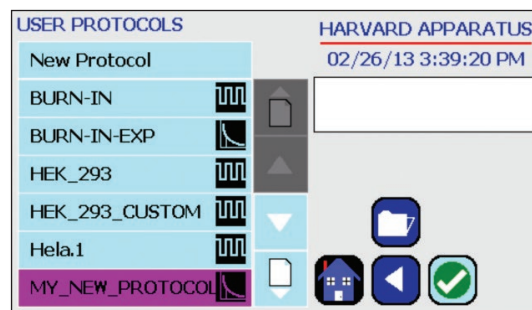 USER PROTOCOLS
HARVARD APPARATUS
02/26/13 3:39:20 PM
New Protocol
BURN-IN
BURN-IN-EXP
HEK_293
HEK_293_CUSTOM
Hela.1
MY_NEW_PROTOCOL